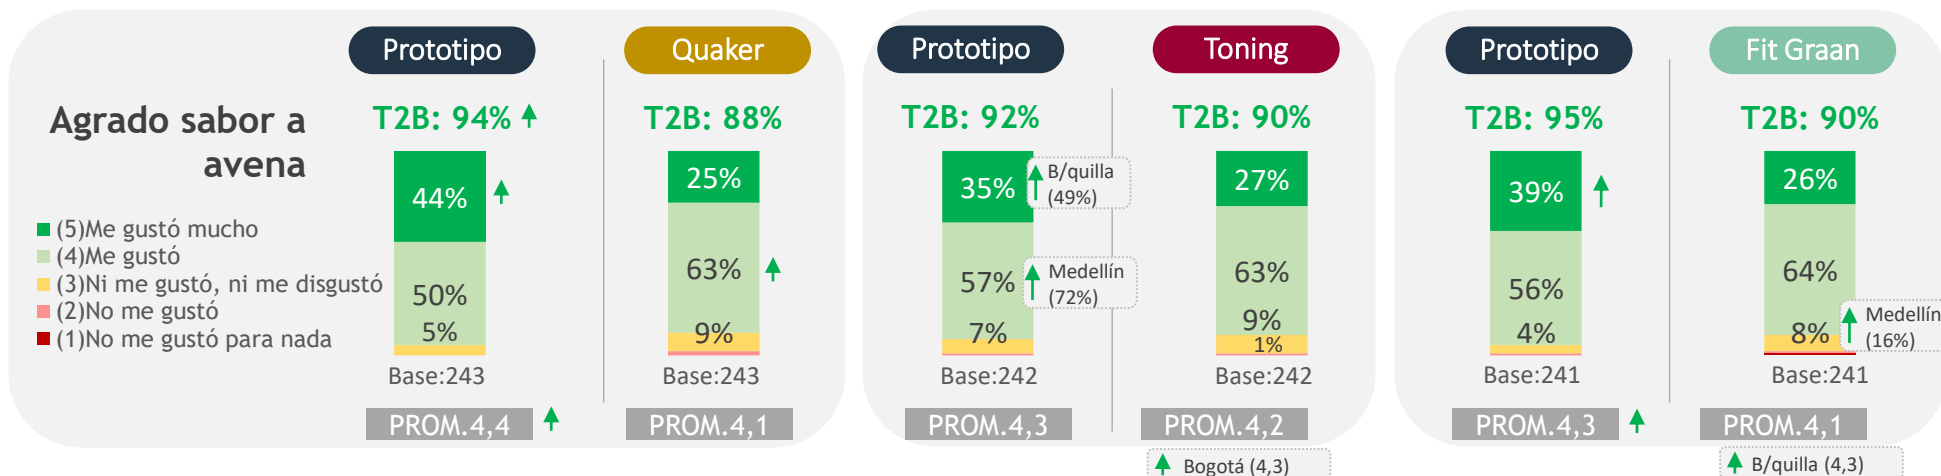 Prototipo
Quaker
Prototipo
Toning
Prototipo
Fit Graan
Agrado sabor a
avena
T2B: 94%
T2B: 88%
T2B: 92%
T2B: 90%
T2B: 95%
T2B: 90%
(5)Me gustó mucho
(4)Me gustó
(3)Ni me gustó, ni me disgustó
(2)No me gustó
(1)No me gustó para nada
44%
50%
5%
Base:243
PROM.4,4
25%
63%
9%
Base:243
PROM.4,1
35%
B/quilla
(49%)
57%
Medellín
(72%)
7%
Base:242
PROM.4,3
27%
63%
9%
1%
Base:242
PROM.4,2
Bogotá (4,3)
39%
56%
4%
Base:241
PROM.4,3
26%
64%
8%
Medellín
(16%)
Base:241
PROM.4,1
B/quilla (4,3)